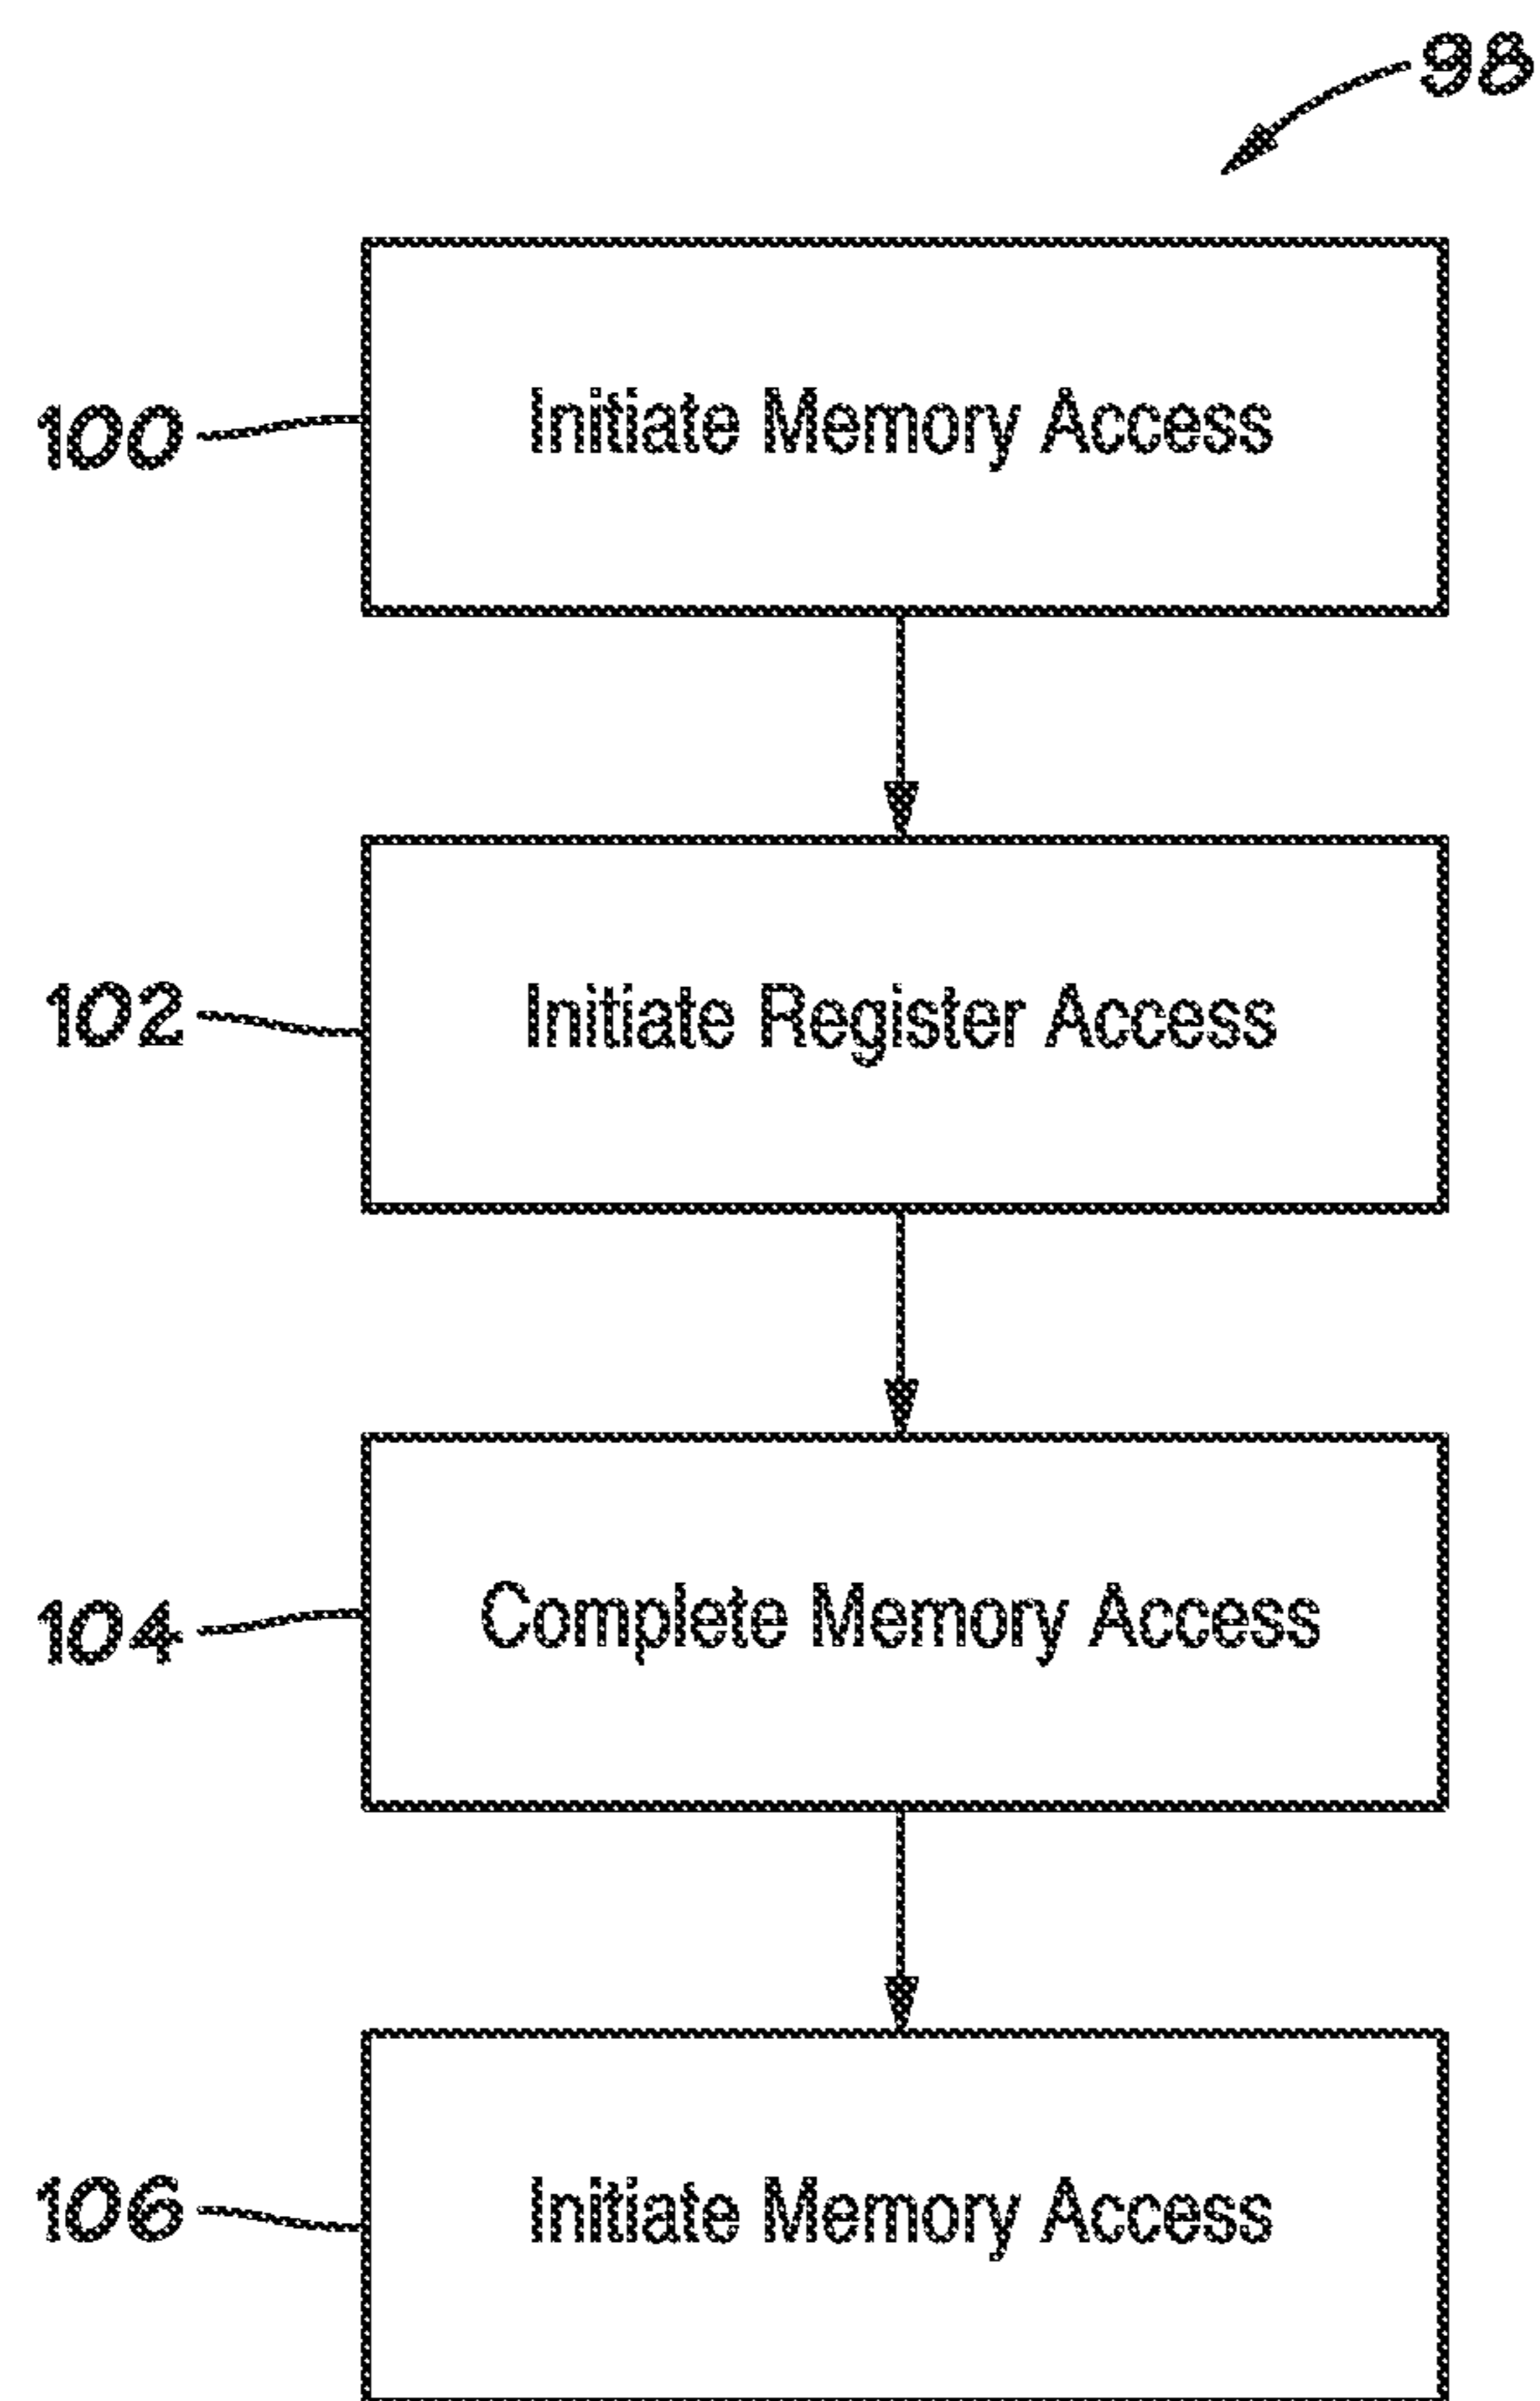 98
100
Initiate Memory Access
102
Initiate Register Access
104
Complete Memory Access
106
Initiate Memory Access